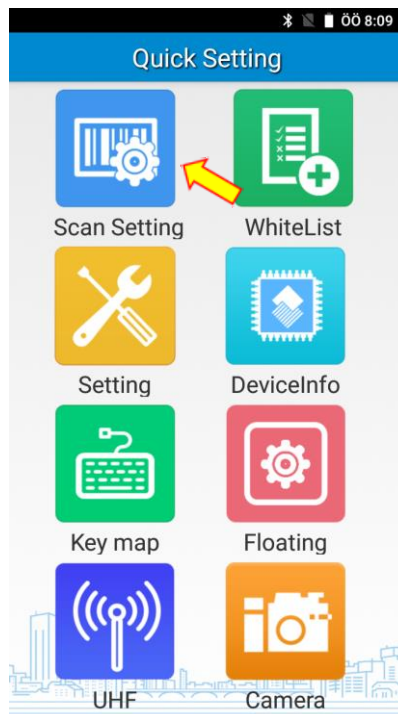 ÖÖ 8:09
Quick Setting
Scan Setting
WhiteList
Setting
DeviceInfo
Key map
Floating
UHF
Camera